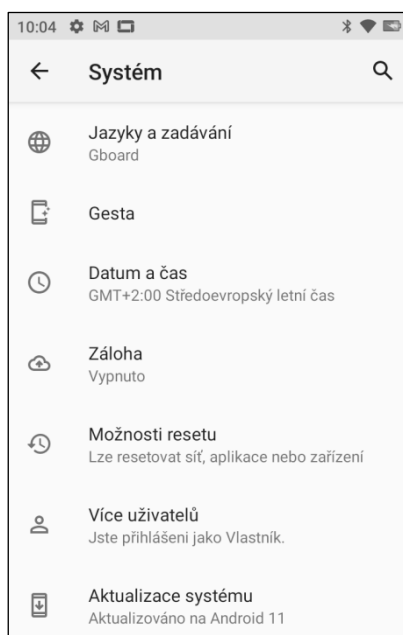 10:04
Systém
Jazyky a zadávání
Gboard
Gesta
Datum a čas
GMT+2:00 Středoevropský letní čas
Záloha
Vypnuto
Možnosti resetu
Lze resetovat síť, aplikace nebo zařízení
Více uživatelů
Jste přihlášeni jako Vlastník.
Aktualizace systému
Aktualizováno na Android 11